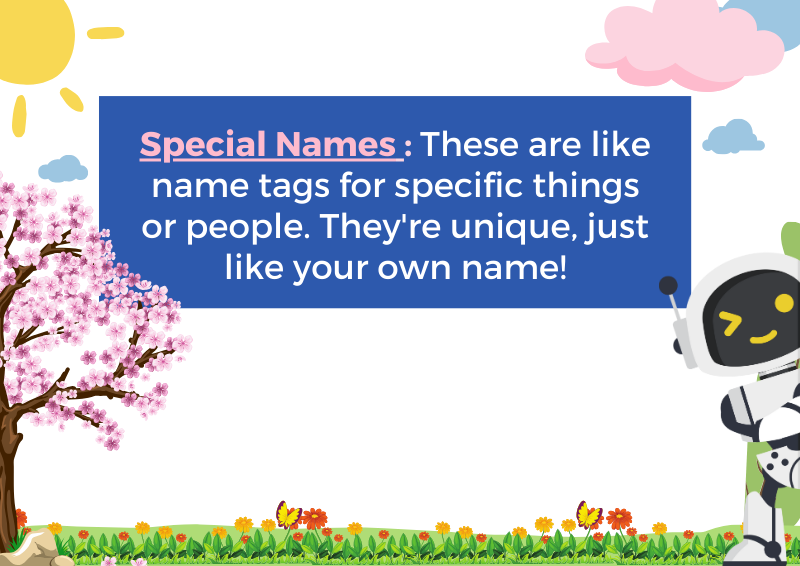 Special Names : These are like
name tags for specific things
or people. They're unique, just
like your own name!